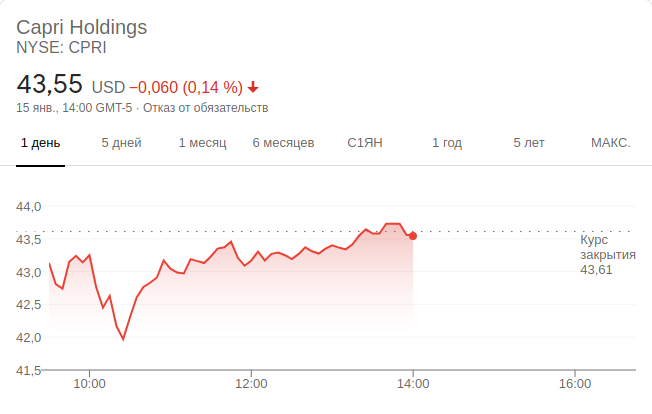 Capri Holdings
NYSE: CPRI
43,55 USD −0,060 (0,14 %)
15 янв., 14:00 GMT-5 · Отказ от обязательств
1 день 5 дней 1 месяц 6 месяцев С1ЯН 1 год 5 лет МАКС.
44,0
43,5
Курс
закрытия
43,61
43,0
42,5
42,0
41,5
10:00 12:00 14:00 16:00